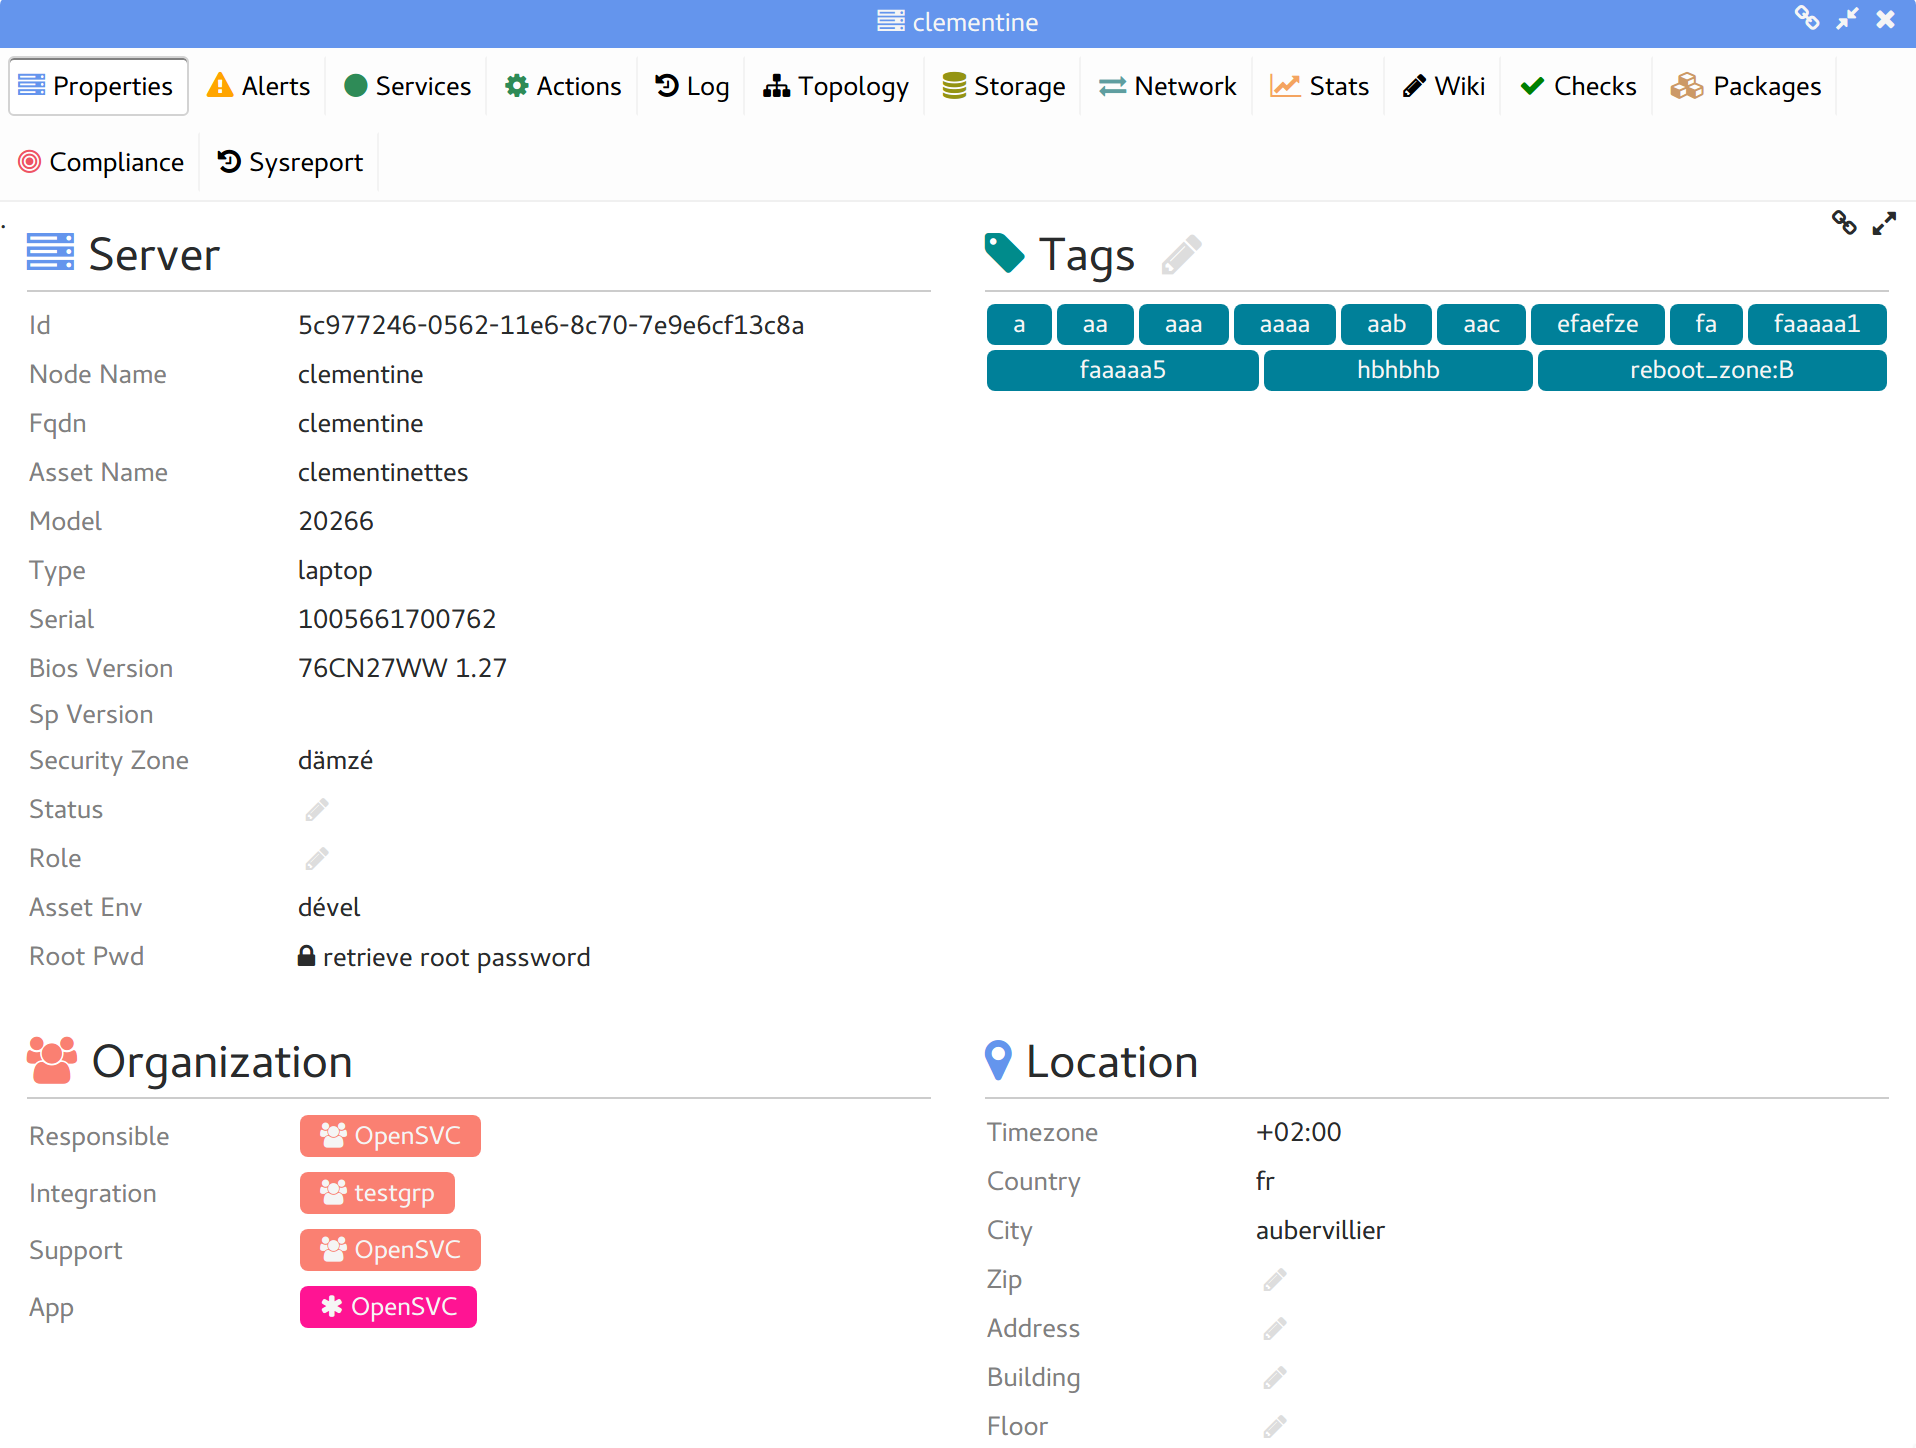 clementine
Properties Alerts Services Actions Log Topology Storage Network Stats Wiki Checks Packages
Compliance Sysreport
Server
Id 5c977246-0562-11e6-8c70-7e9e6cf13c8a
Node Name clementine
Fqdn clementine
Asset Name clementinettes
Model 20266
Type laptop
Serial 1005661700762
Bios Version 76CN27WW 1.27
Sp Version
Security Zone dämzé
Status
Role
Asset Env dével
Root Pwd retrieve root password
Tags
a aa aaa aaaa aab aac efaefze fa faaaaa1
faaaaa5 hbhbhb reboot_zone:B
Organization
Responsible OpenSVC
Integration testgrp
Support OpenSVC
App OpenSVC
Location
Timezone +02:00
Country fr
City aubervillier
Zip
Address
Building
Floor